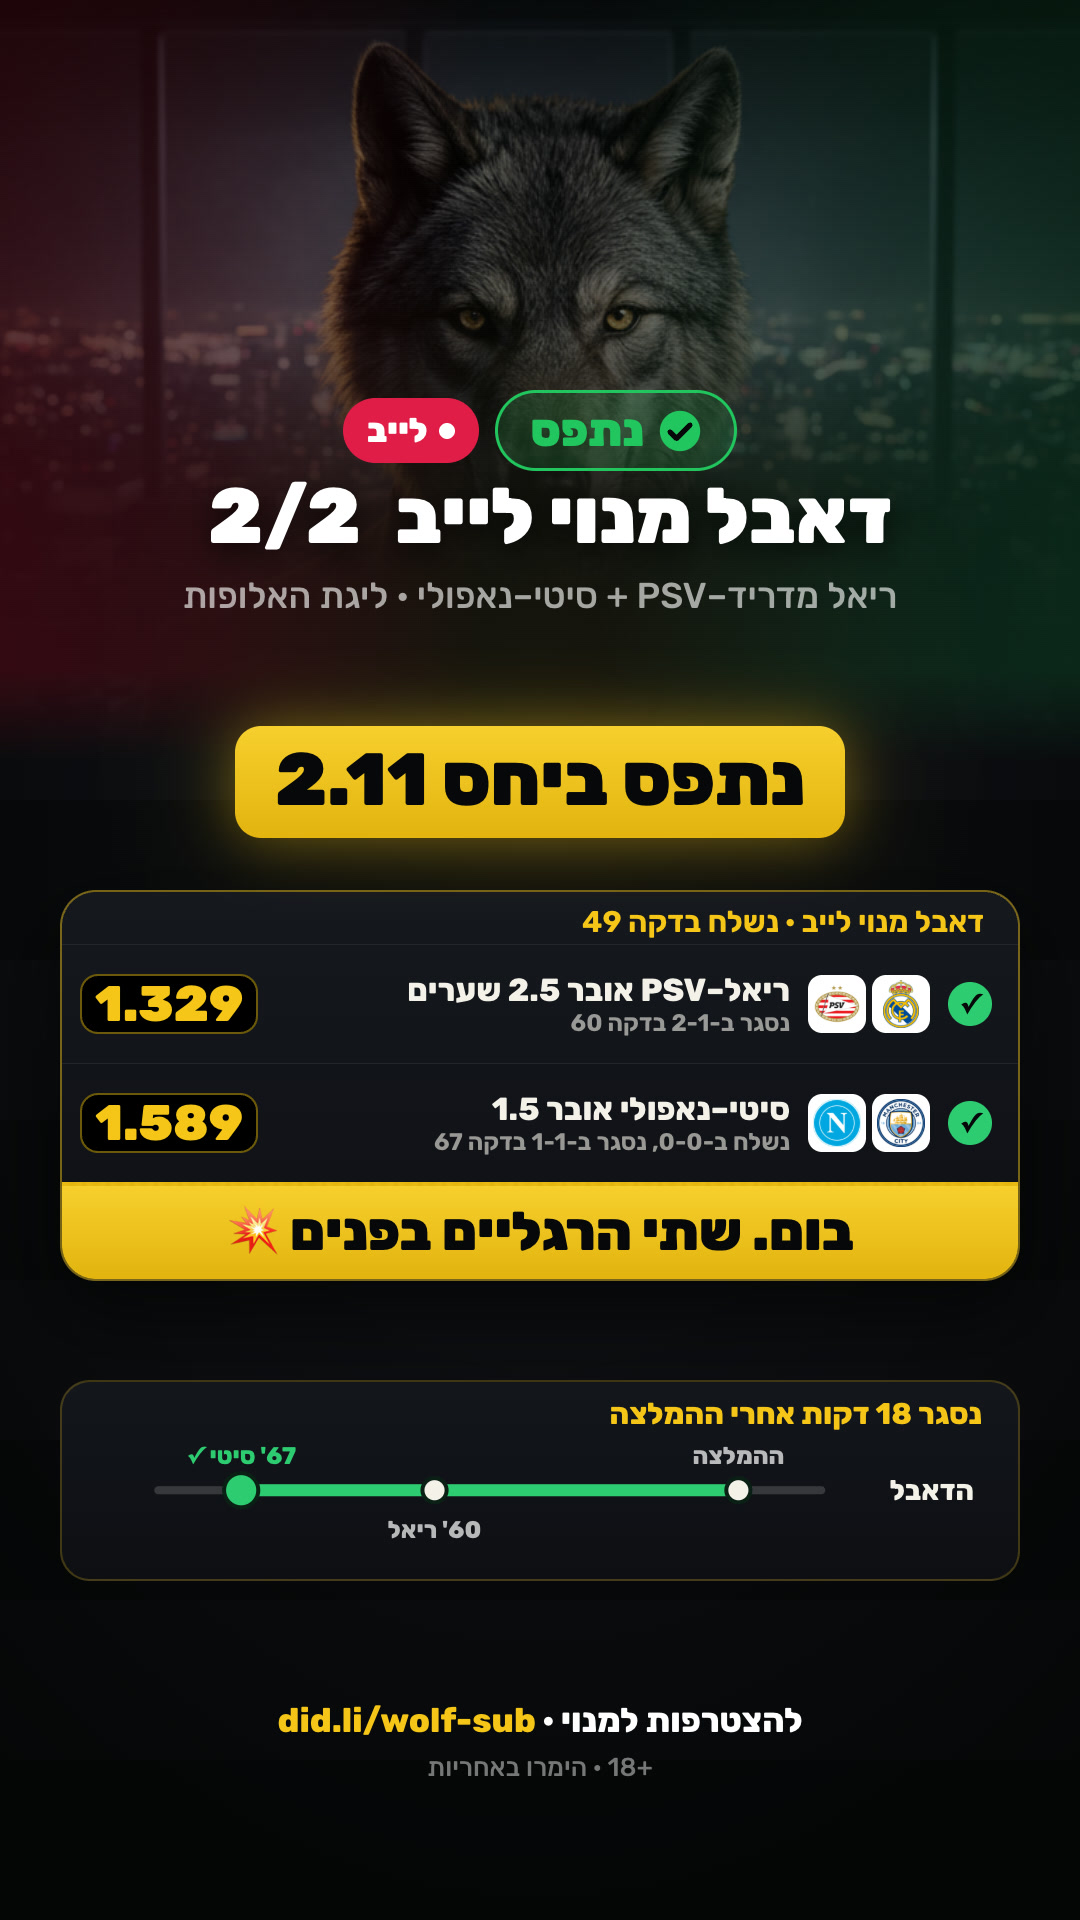 נתפס
לייב
דאבל מנוי לייב 2/2
ריאל מדריד-PSV + סיטי-נאפולי • ליגת האלופות
נתפס ביחס 2.11
דאבל מנוי לייב • נשלח בדקה 49
ריאל-PSV אובר 2.5 שערים
נסגר ב-2-1 בדקה 60
1.329
PSV
סיטי-נאפולי אובר 1.5
נשלח ב-0-0, נסגר ב-1-1 בדקה 67
1.589
MANCHESTER CITY
N
בום. שתי הרגליים בפנים 💥
נסגר 18 דקות אחרי ההמלצה
ההמלצה
67' סיטי ✓
הדאבל
60' ריאל
להצטרפות למנוי • did.li/wolf-sub
18+ • הימרו באחריות